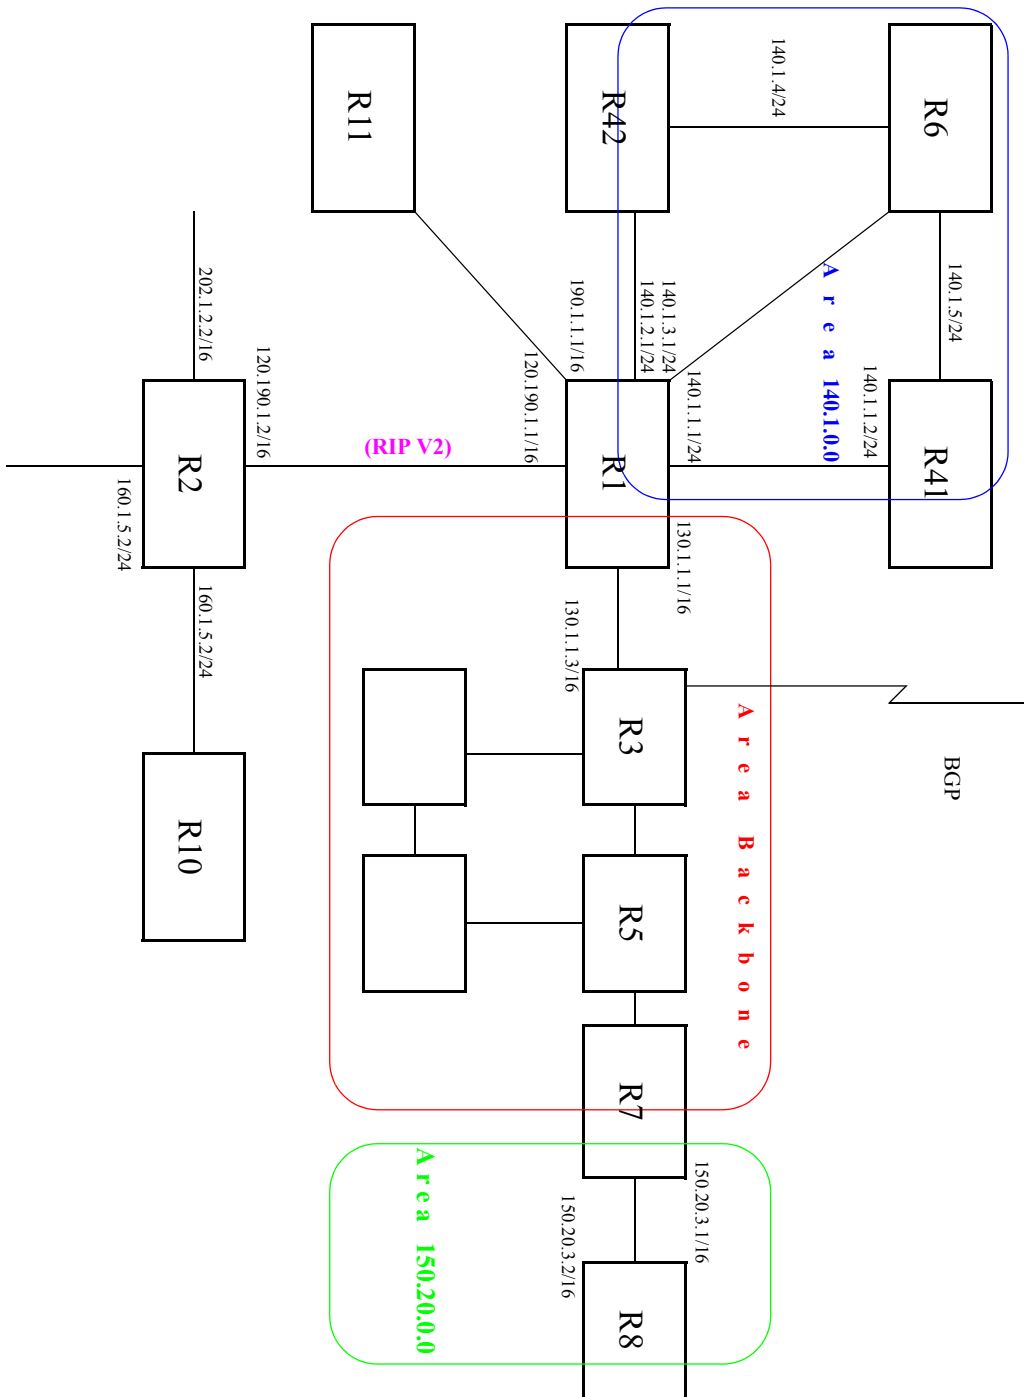 R6
140.1.4/24
R42
R11
140.1.5/24
Area 140.1.0.0
140.1.3.1/24
140.1.2.1/24
190.1.1.1/16
202.1.2.2/16
R41
140.1.1.2/24
140.1.1.1/24
R1
120.190.1.1/16
(RIP V2)
120.190.1.2/16
R2
160.1.5.2/24
160.1.5.2/24
130.1.1.1/16
130.1.1.3/16
R3
BGP
Area Backbone
R10
R5
R7
150.20.3.1/16
150.20.3.2/16
Area 150.20.0.0
R8